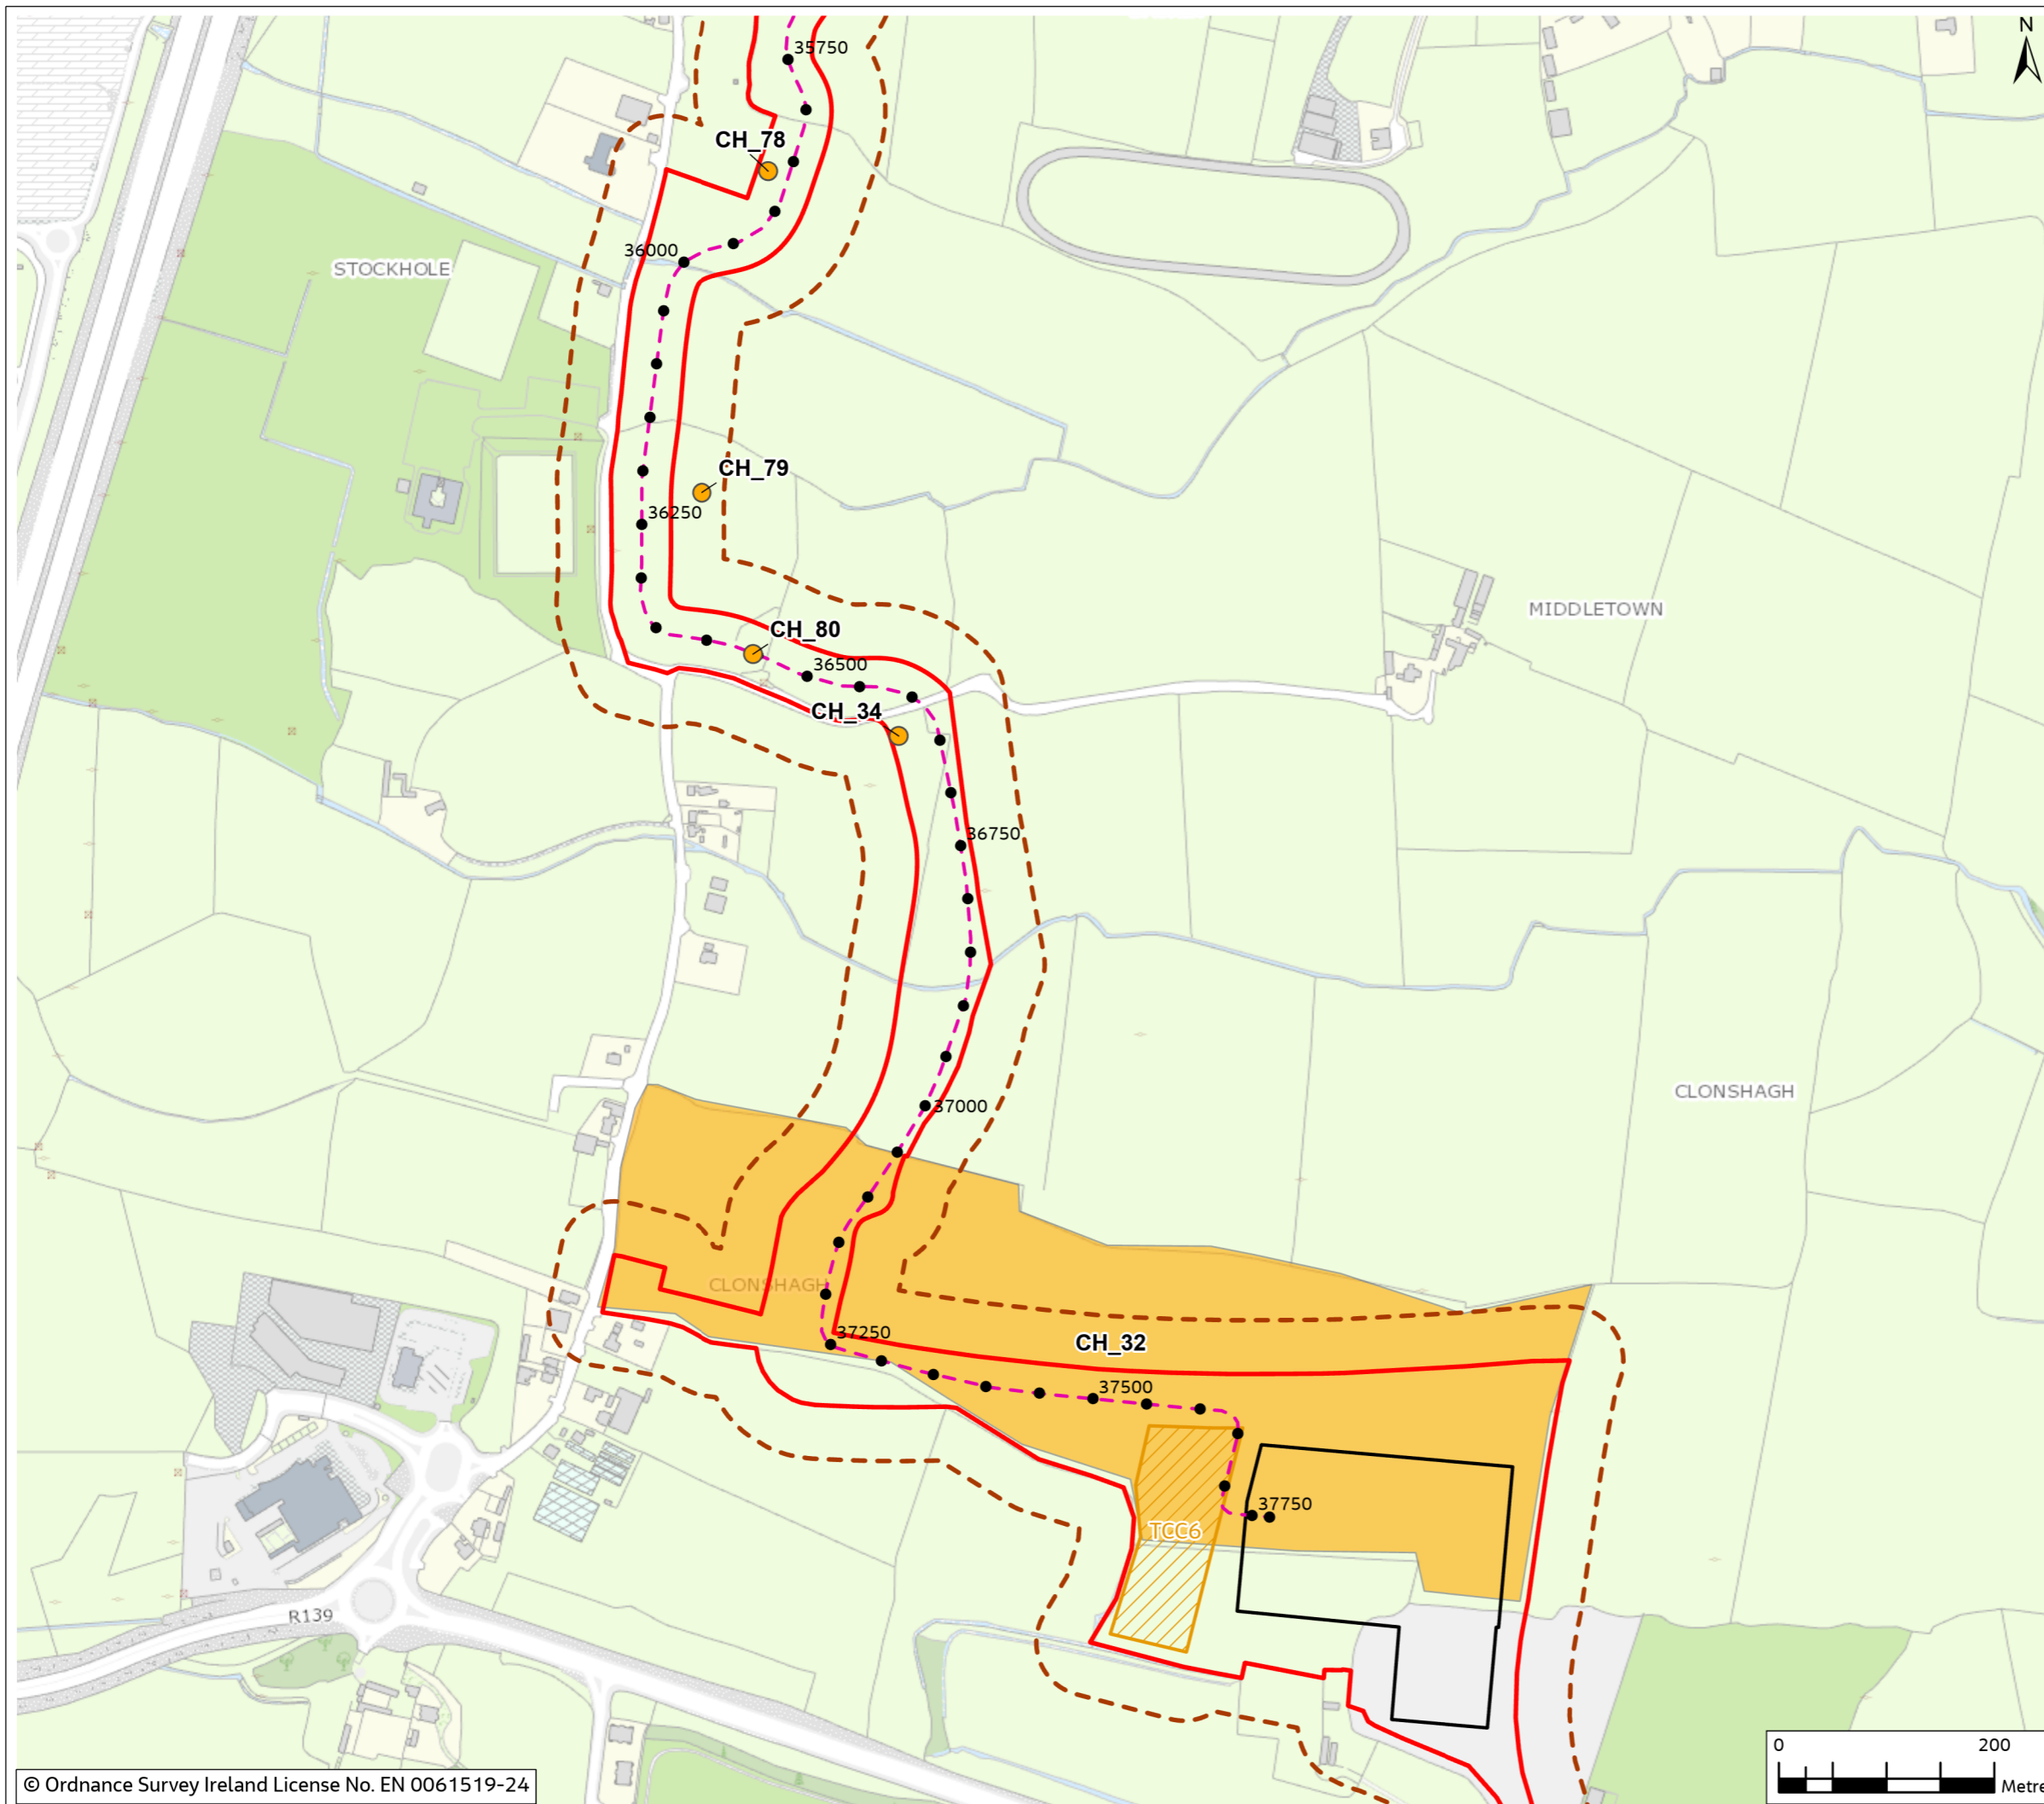 N
35750
CH_78
36000
STOCKHOLE
CH_79
36250
MIDDLETOWN
CH_80
36500
CH_34
36750
CLONSHAGH
37000
CLONSHAGH
37250
CH_32
37500
37750
TCC6
R139
0 200
Metre
© Ordnance Survey Ireland License No. EN 0061519-24